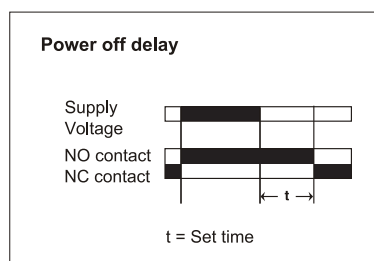 Power off delay
Supply
Voltage
NO contact
NC contact
t
t = Set time